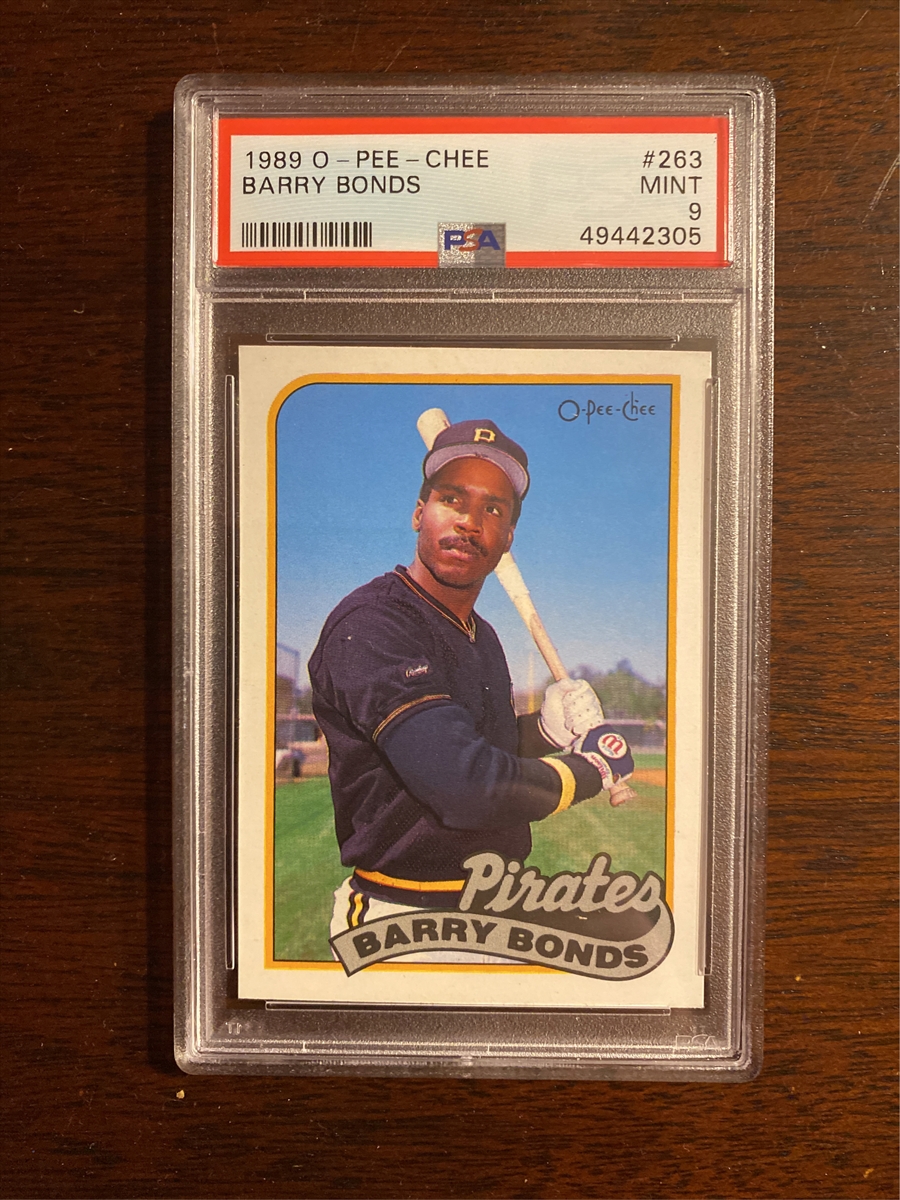 1989 O-PEE-CHEE #263
BARRY BONDS MINT
9
PSA 49442305
O-Pee-Chee
P
m
Pirates
BARRY BONDS